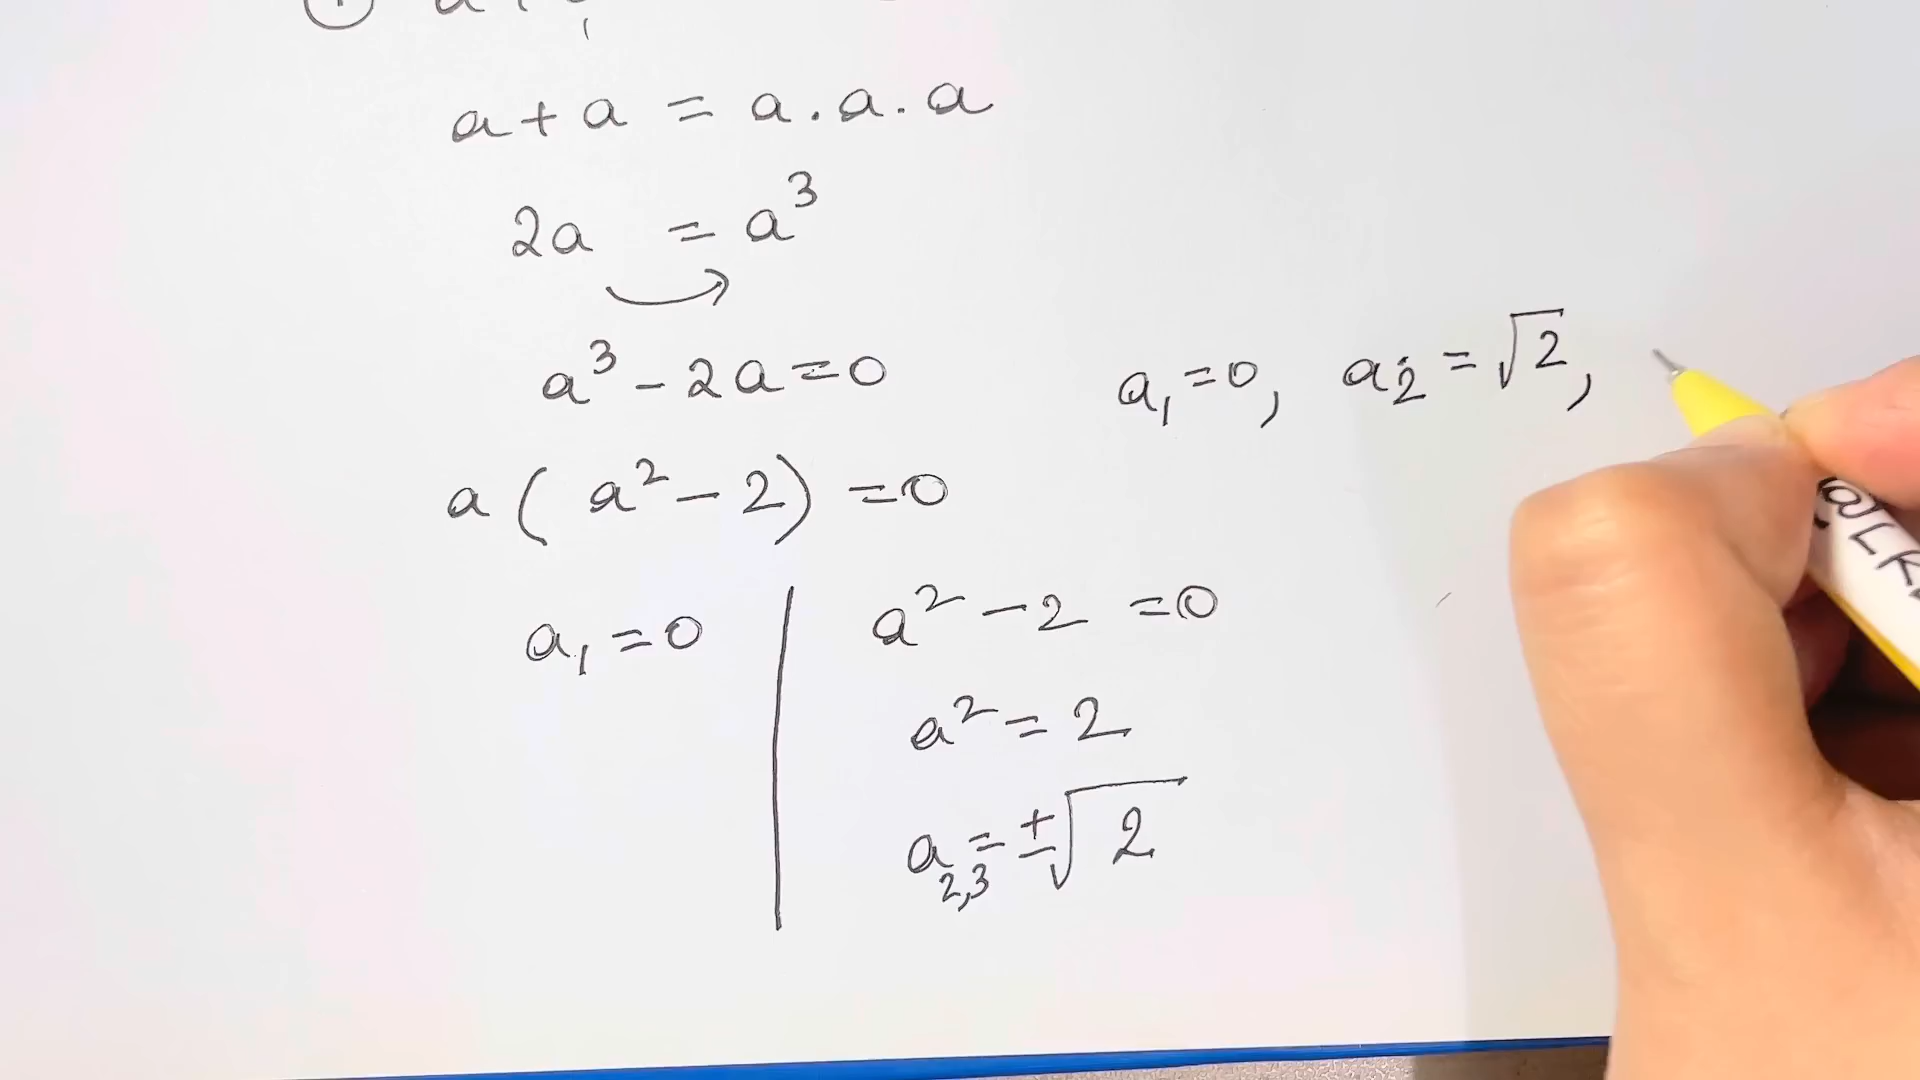 a + a = a . a . a
2a = a³
a³ - 2a = 0
a ( a² - 2 ) = 0
a₁ = 0
a² - 2 = 0
a² = 2
a₂,₃ = ±√2
a₁ = 0, a₂ = √2,